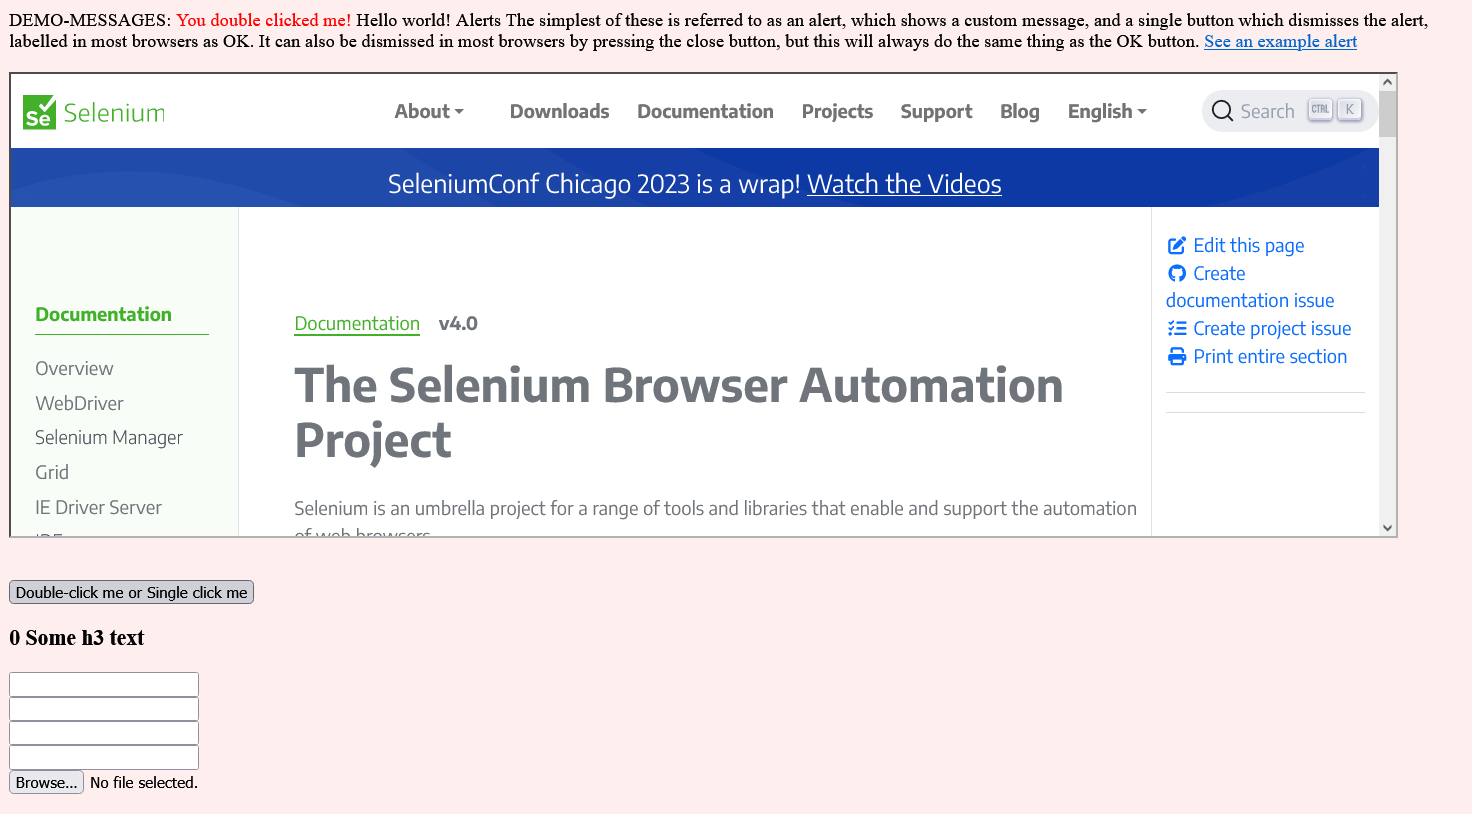 DEMO-MESSAGES: You double clicked me! Hello world! Alerts The simplest of these is referred to as an alert, which shows a custom message, and a single button which dismisses the alert,
labelled in most browsers as OK. It can also be dismissed in most browsers by pressing the close button, but this will always do the same thing as the OK button. See an example alert
Se Selenium
About Downloads Documentation Projects Support Blog English
Search CTRL K
SeleniumConf Chicago 2023 is a wrap! Watch the Videos
Documentation
Overview
WebDriver
Selenium Manager
Grid
IE Driver Server
Documentation v4.0
The Selenium Browser Automation
Project
Selenium is an umbrella project for a range of tools and libraries that enable and support the automation
of web browsers
Edit this page
Create
documentation issue
Create project issue
Print entire section
Double-click me or Single click me
0 Some h3 text
Browse... No file selected.